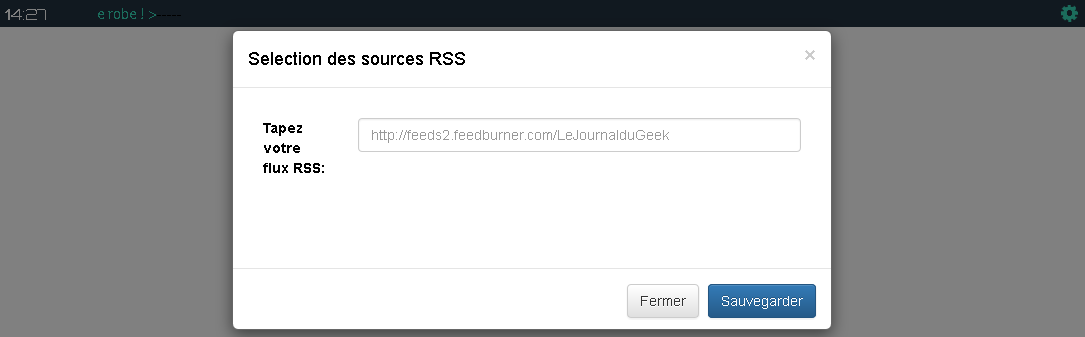 14:27 e robe ! >------
Selection des sources RSS ×
Tapez
votre
flux RSS:
http://feeds2.feedburner.com/LeJournalduGeek
Fermer Sauvegarder